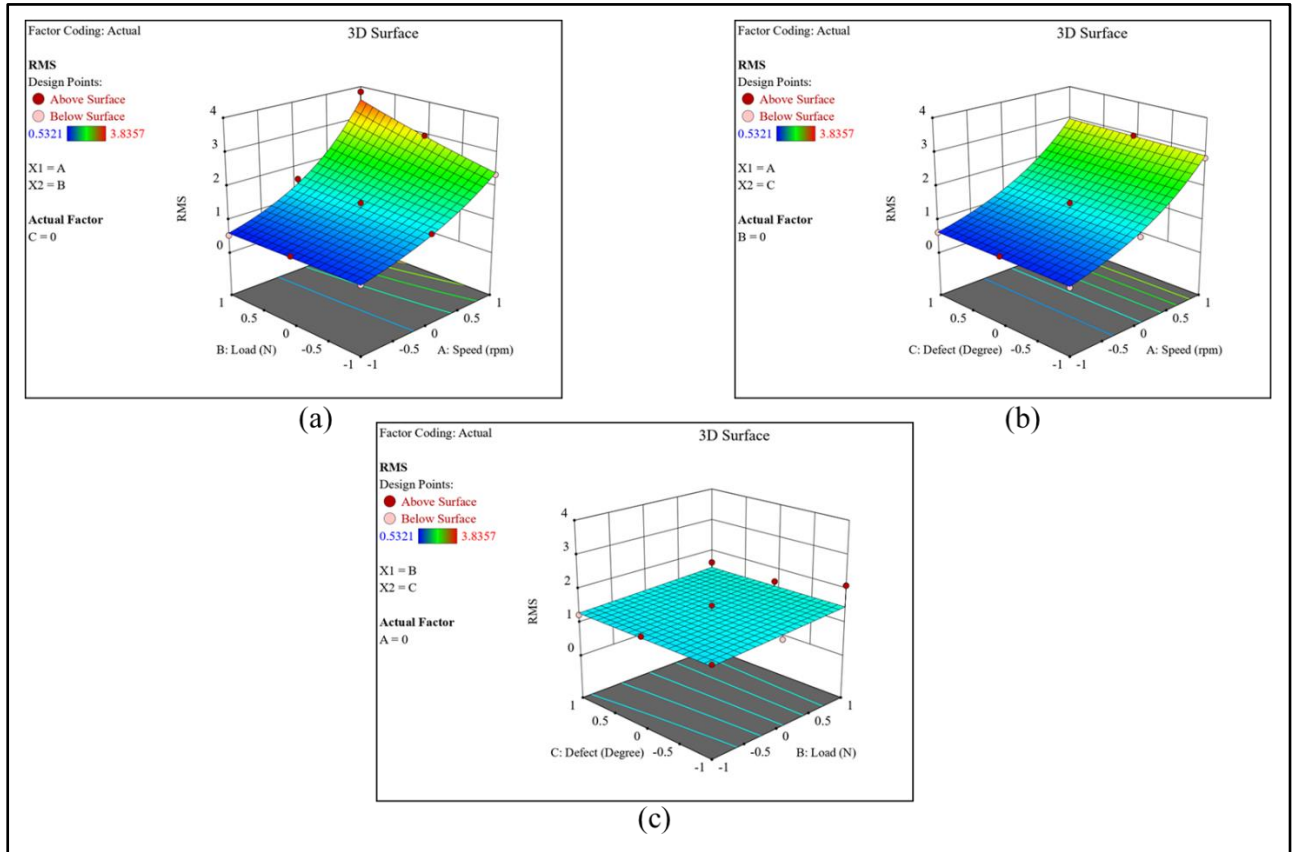 Factor Coding: Actual
3D Surface
RMS
Design Points:
Above Surface
Below Surface
0.5321 3.8357
X1 = A
X2 = B
Actual Factor
C = 0
RMS
4
3
2
1
0
1
0.5
0
-0.5
-1
B: Load (N)
-1
-0.5
0
0.5
1
A: Speed (rpm)
(a)
Factor Coding: Actual
3D Surface
RMS
Design Points:
Above Surface
Below Surface
0.5321 3.8357
X1 = A
X2 = C
Actual Factor
B = 0
RMS
4
3
2
1
0
1
0.5
0
-0.5
-1
C: Defect (Degree)
-1
-0.5
0
0.5
1
A: Speed (rpm)
(b)
Factor Coding: Actual
3D Surface
RMS
Design Points:
Above Surface
Below Surface
0.5321 3.8357
X1 = B
X2 = C
Actual Factor
A = 0
RMS
4
3
2
1
0
1
0.5
0
-0.5
-1
C: Defect (Degree)
-1
-0.5
0
0.5
1
B: Load (N)
(c)